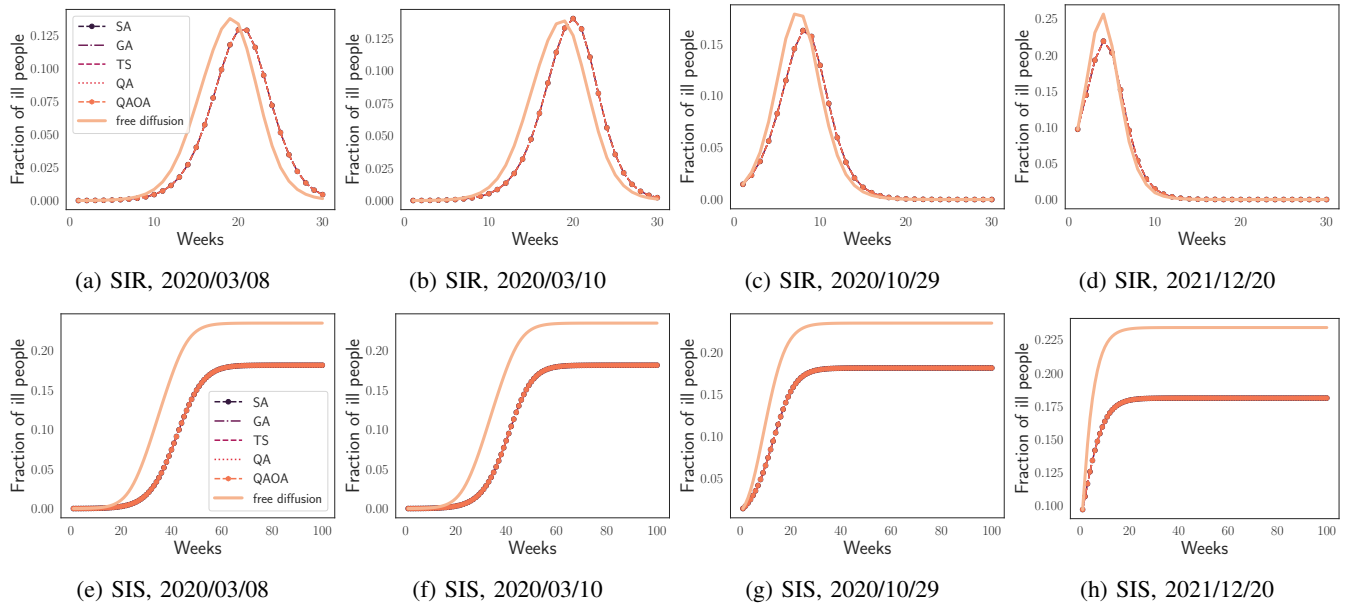 SA
GA
TS
QA
QAOA
free diffusion
Fraction of ill people
0.125
0.100
0.075
0.050
0.025
0.000
0 10 20 30
Weeks
(a) SIR, 2020/03/08
Fraction of ill people
0.125
0.100
0.075
0.050
0.025
0.000
0 10 20 30
Weeks
(b) SIR, 2020/03/10
Fraction of ill people
0.15
0.10
0.05
0.00
0 10 20 30
Weeks
(c) SIR, 2020/10/29
Fraction of ill people
0.25
0.20
0.15
0.10
0.05
0.00
0 10 20 30
Weeks
(d) SIR, 2021/12/20
Fraction of ill people
0.20
0.15
0.10
0.05
0.00
SA
GA
TS
QA
QAOA
free diffusion
0 20 40 60 80 100
Weeks
(e) SIS, 2020/03/08
Fraction of ill people
0.20
0.15
0.10
0.05
0.00
0 20 40 60 80 100
Weeks
(f) SIS, 2020/03/10
Fraction of ill people
0.20
0.15
0.10
0.05
0 20 40 60 80 100
Weeks
(g) SIS, 2020/10/29
Fraction of ill people
0.225
0.200
0.175
0.150
0.125
0.100
0 20 40 60 80 100
Weeks
(h) SIS, 2021/12/20